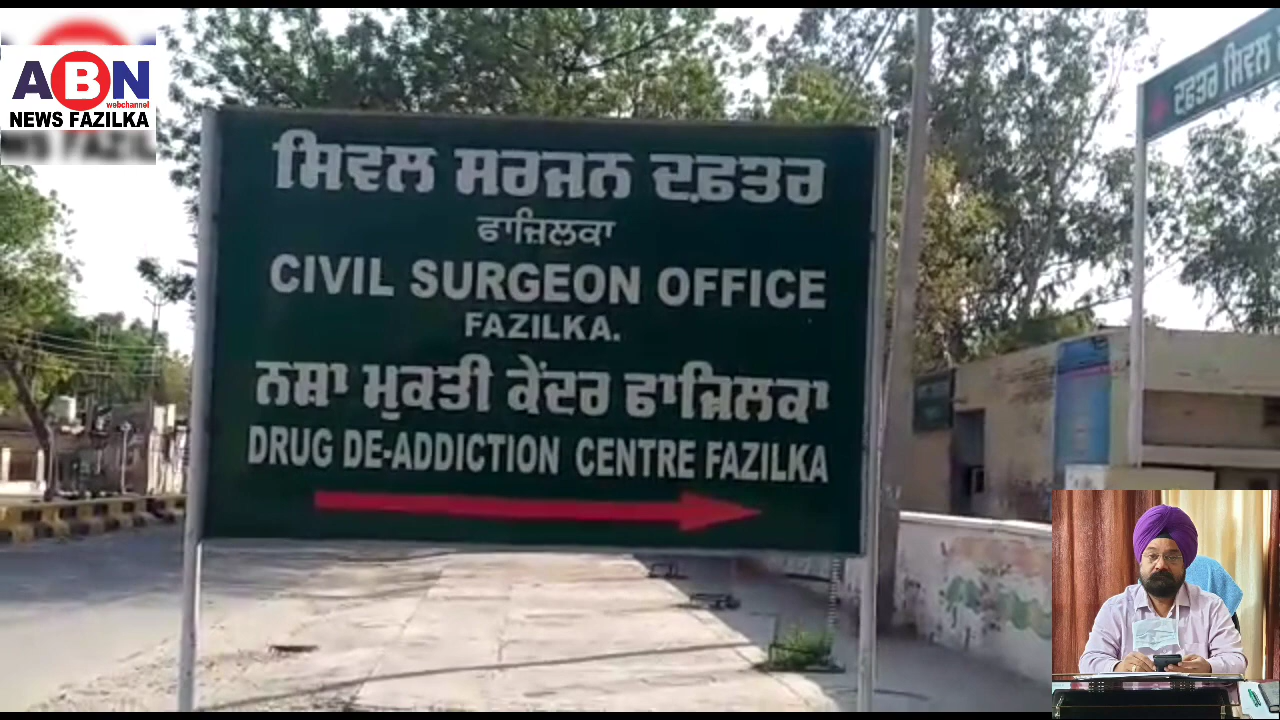 ABN
webchannel
NEWS FAZILKA
ਸਿਵਲ ਸਰਜਨ ਦਫ਼ਤਰ
ਫਾਜ਼ਿਲਕਾ
CIVIL SURGEON OFFICE
FAZILKA.
ਨਸ਼ਾ ਮੁਕਤੀ ਕੇਂਦਰ ਫਾਜ਼ਿਲਕਾ
DRUG DE-ADDICTION CENTRE FAZILKA
ਦਫ਼ਤਰ ਸਿਵਲ